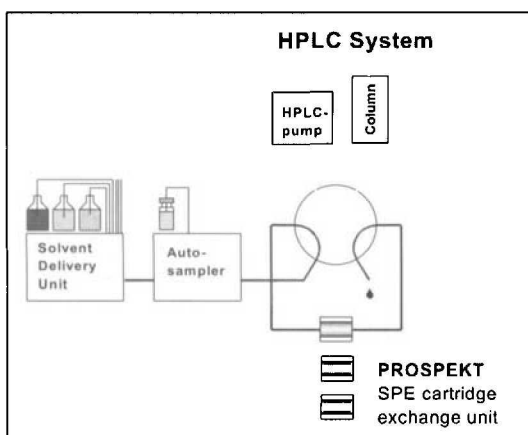 HPLC System
HPLC-
pump
Column
Solvent
Delivery
Unit
Auto-
sampler
PROSPEKT
SPE cartridge
exchange unit